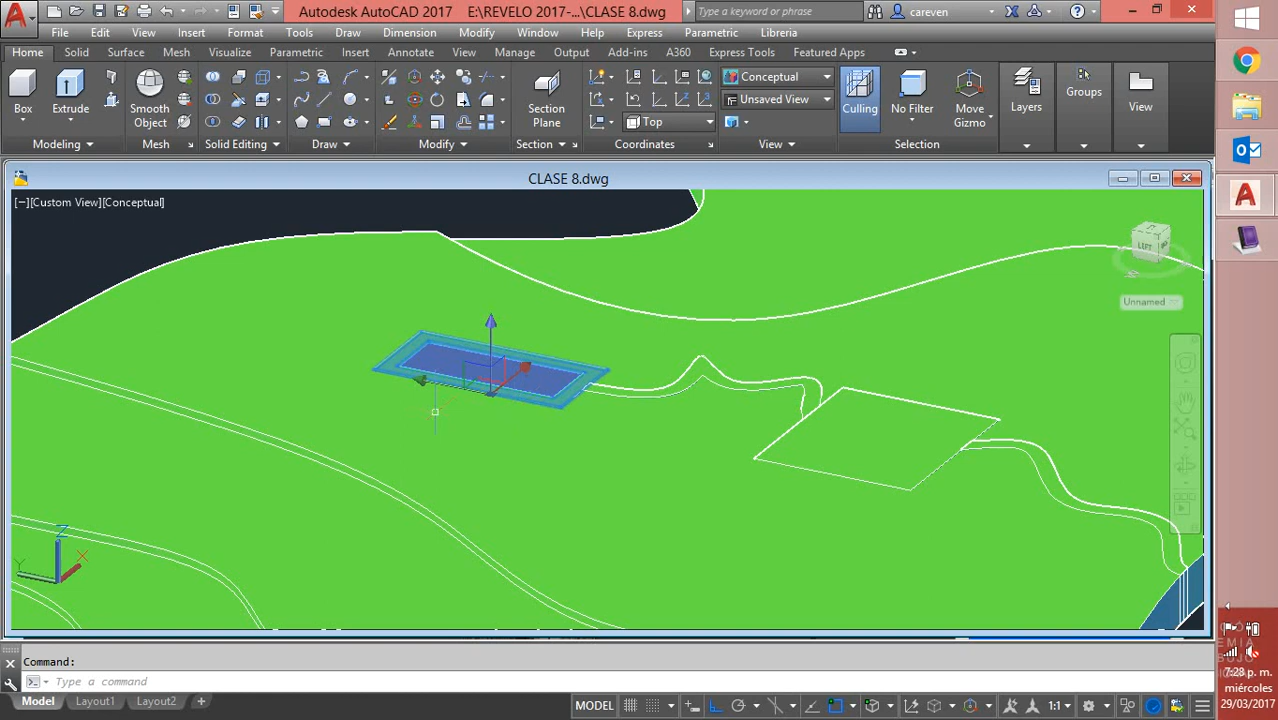 Autodesk AutoCAD 2017 E:\REVELO 2017-...\CLASE 8.dwg
Type a keyword or phrase
careven
File Edit View Insert Format Tools Draw Dimension Modify Window Help Express Parametric Libreria
Home Solid Surface Mesh Visualize Parametric Insert Annotate View Manage Output Add-ins A360 Express Tools Featured Apps
Box Extrude Smooth Object Section Plane Conceptual Unsaved View Top Culling No Filter Move Gizmo Layers Groups View
Modeling Mesh Solid Editing Draw Modify Section Coordinates View Selection
CLASE 8.dwg
[−][Custom View][Conceptual]
LEFT
Unnamed
Z
X
Y
Command:
Type a command
Model Layout1 Layout2 +
MODEL 1:1
7:28 p. m.
miércoles
29/03/2017